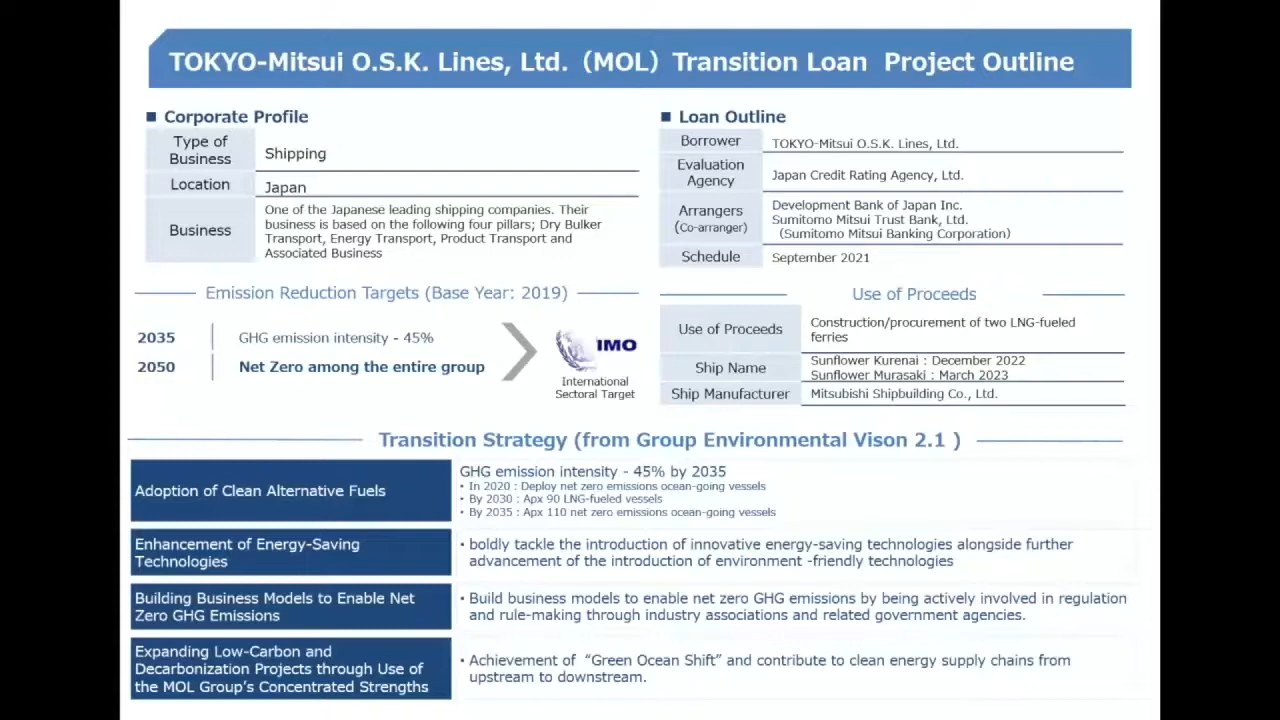 TOKYO-Mitsui O.S.K. Lines, Ltd.（MOL）Transition Loan Project Outline
■ Corporate Profile
Type of
Business
Shipping
Location
Japan
Business
One of the Japanese leading shipping companies. Their
business is based on the following four pillars; Dry Bulker
Transport, Energy Transport, Product Transport and
Associated Business
■ Loan Outline
Borrower
TOKYO-Mitsui O.S.K. Lines, Ltd.
Evaluation
Agency
Japan Credit Rating Agency, Ltd.
Arrangers
(Co-arranger)
Development Bank of Japan Inc.
Sumitomo Mitsui Trust Bank, Ltd.
(Sumitomo Mitsui Banking Corporation)
Schedule
September 2021
Emission Reduction Targets (Base Year: 2019)
2035
GHG emission intensity - 45%
2050
Net Zero among the entire group
IMO
International
Sectoral Target
Use of Proceeds
Use of Proceeds
Construction/procurement of two LNG-fueled
ferries
Ship Name
Sunflower Kurenai : December 2022
Sunflower Murasaki : March 2023
Ship Manufacturer
Mitsubishi Shipbuilding Co., Ltd.
Transition Strategy (from Group Environmental Vison 2.1 )
Adoption of Clean Alternative Fuels
GHG emission intensity - 45% by 2035
• In 2020 : Deploy net zero emissions ocean-going vessels
• By 2030 : Apx 90 LNG-fueled vessels
• By 2035 : Apx 110 net zero emissions ocean-going vessels
Enhancement of Energy-Saving
Technologies
• boldly tackle the introduction of innovative energy-saving technologies alongside further
advancement of the introduction of environment -friendly technologies
Building Business Models to Enable Net
Zero GHG Emissions
• Build business models to enable net zero GHG emissions by being actively involved in regulation
and rule-making through industry associations and related government agencies.
Expanding Low-Carbon and
Decarbonization Projects through Use of
the MOL Group’s Concentrated Strengths
• Achievement of “Green Ocean Shift” and contribute to clean energy supply chains from
upstream to downstream.